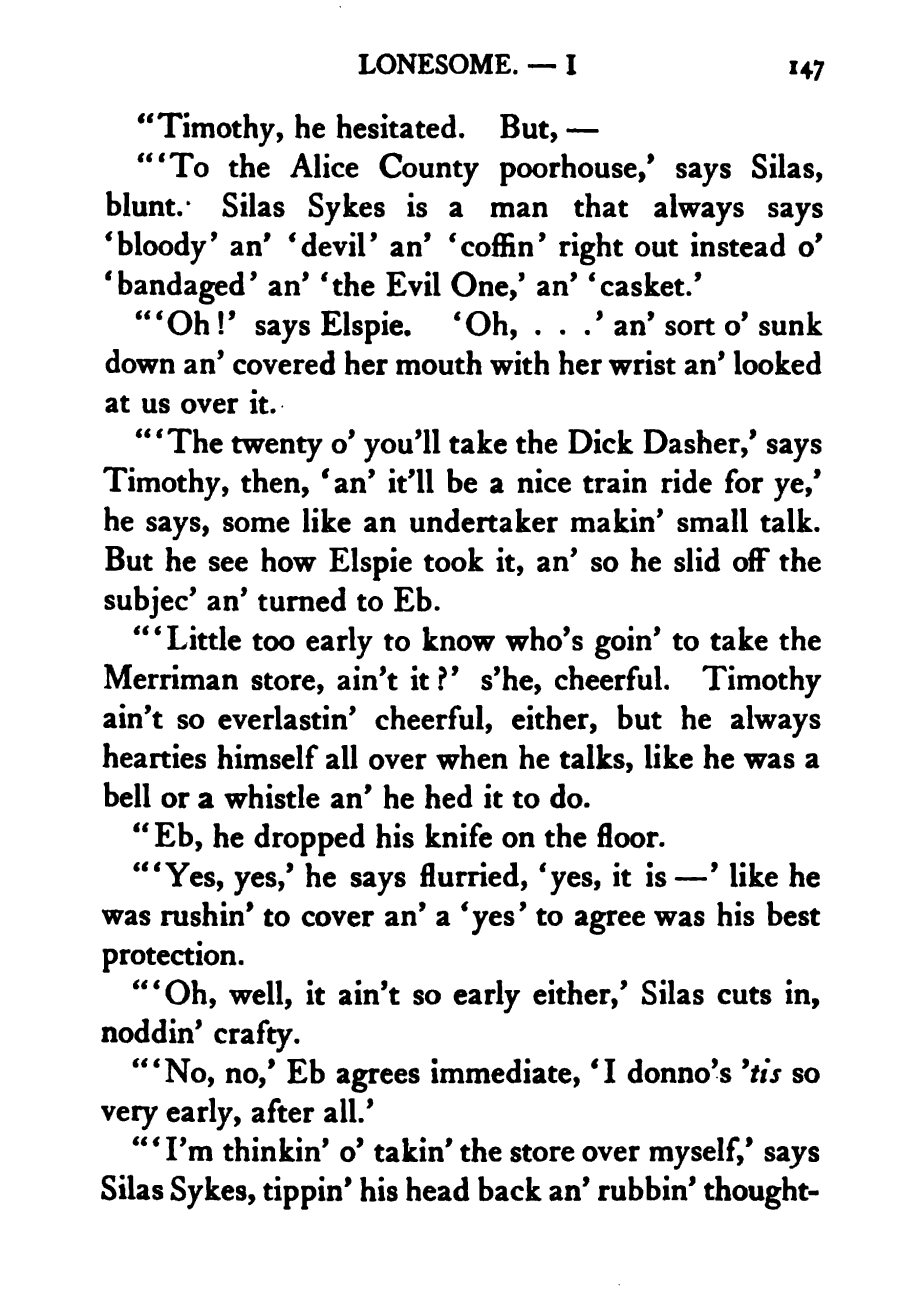 LONESOME. — I 147
“Timothy, he hesitated. But, —
“‘To the Alice County poorhouse,’ says Silas,
blunt. Silas Sykes is a man that always says
‘bloody’ an’ ‘devil’ an’ ‘coffin’ right out instead o’
‘bandaged’ an’ ‘the Evil One,’ an’ ‘casket.’
“‘Oh!’ says Elspie. ‘Oh, . . .’ an’ sort o’ sunk
down an’ covered her mouth with her wrist an’ looked
at us over it.
“‘The twenty o’ you’ll take the Dick Dasher,’ says
Timothy, then, ‘an’ it’ll be a nice train ride for ye,’
he says, some like an undertaker makin’ small talk.
But he see how Elspie took it, an’ so he slid off the
subjec’ an’ turned to Eb.
“‘Little too early to know who’s goin’ to take the
Merriman store, ain’t it?’ s’he, cheerful. Timothy
ain’t so everlastin’ cheerful, either, but he always
hearties himself all over when he talks, like he was a
bell or a whistle an’ he hed it to do.
“Eb, he dropped his knife on the floor.
“‘Yes, yes,’ he says flurried, ‘yes, it is —’ like he
was rushin’ to cover an’ a ‘yes’ to agree was his best
protection.
“‘Oh, well, it ain’t so early either,’ Silas cuts in,
noddin’ crafty.
“‘No, no,’ Eb agrees immediate, ‘I donno’s ’tis so
very early, after all.’
“‘I’m thinkin’ o’ takin’ the store over myself,’ says
Silas Sykes, tippin’ his head back an’ rubbin’ thought-